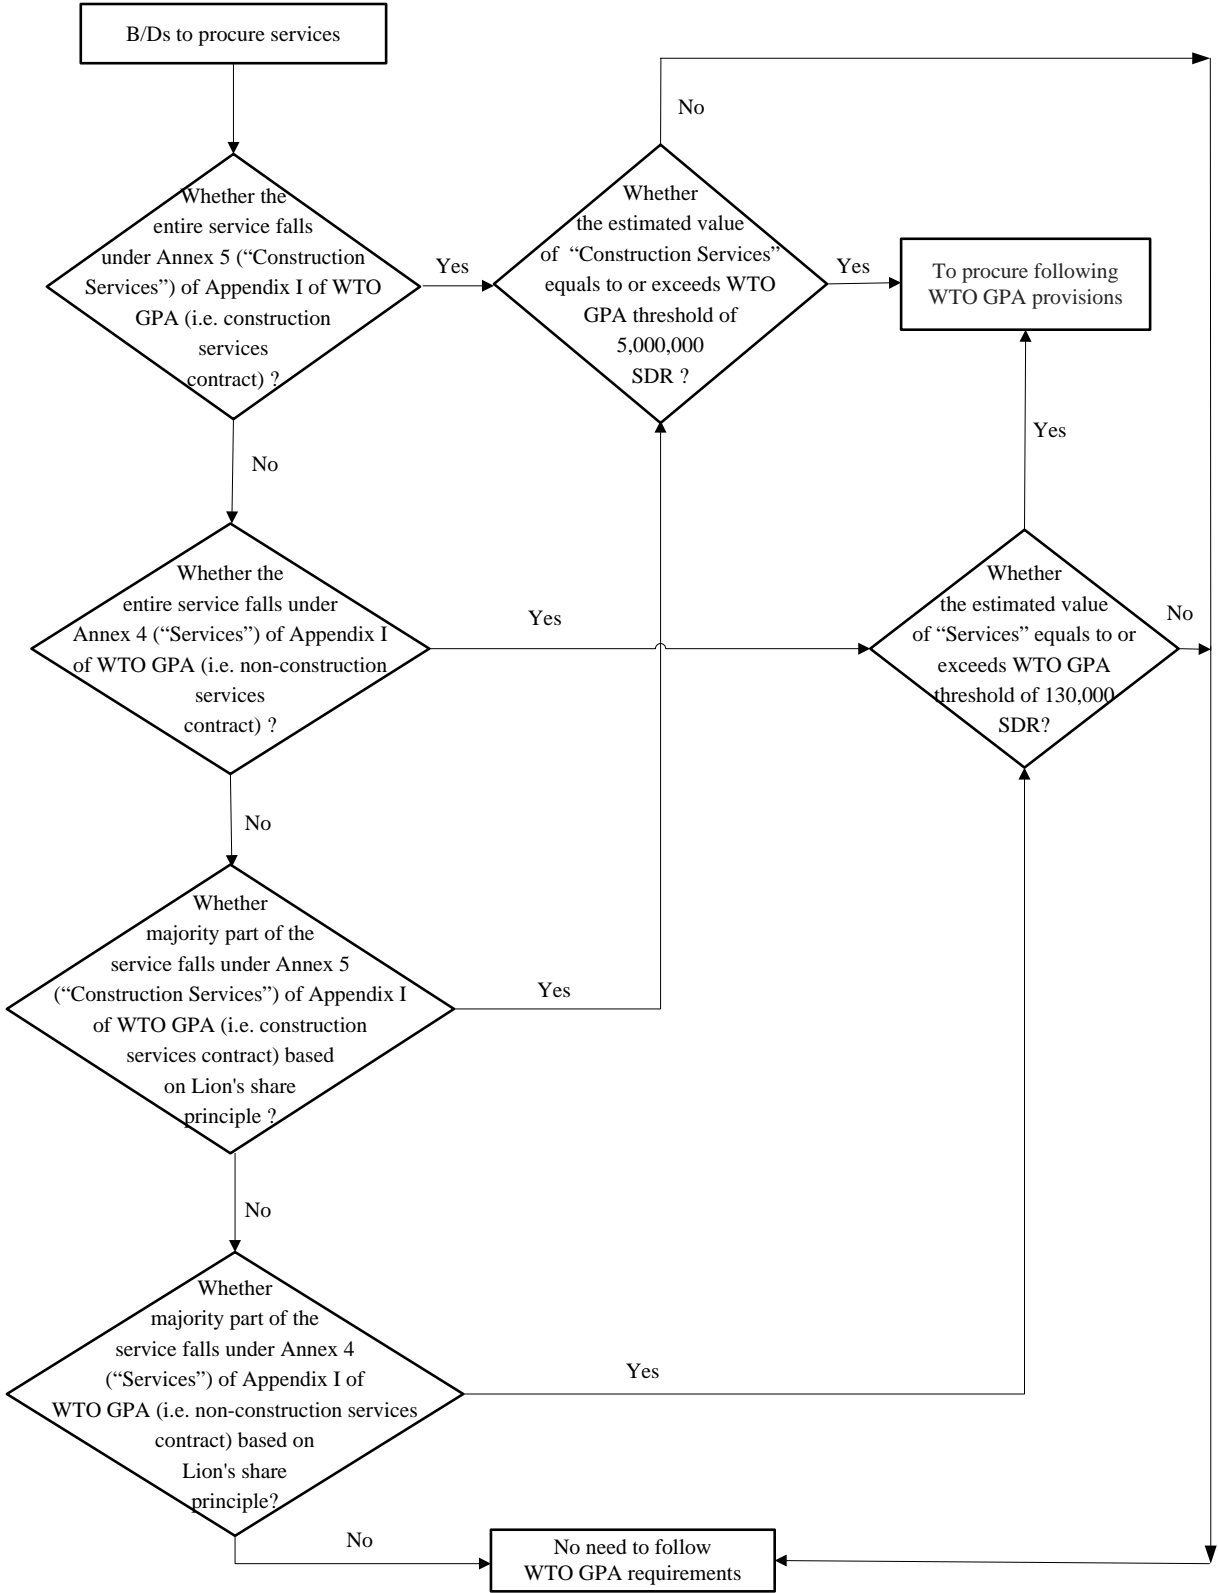 B/Ds to procure services
Whether the
entire service falls
under Annex 5 (“Construction
Services”) of Appendix I of WTO
GPA (i.e. construction
services
contract) ?
Yes
No
Whether
the estimated value
of “Construction Services”
equals to or exceeds WTO
GPA threshold of
5,000,000
SDR ?
No
Yes
To procure following
WTO GPA provisions
Yes
Whether the
entire service falls under
Annex 4 (“Services”) of Appendix I
of WTO GPA (i.e. non-construction
services
contract) ?
Yes
No
Whether
the estimated value
of “Services” equals to or
exceeds WTO GPA
threshold of 130,000
SDR?
No
Whether
majority part of the
service falls under Annex 5
(“Construction Services”) of Appendix I
of WTO GPA (i.e. construction
services contract) based
on Lion's share
principle ?
Yes
No
Whether
majority part of the
service falls under Annex 4
(“Services”) of Appendix I of
WTO GPA (i.e. non-construction services
contract) based on
Lion's share
principle?
Yes
No
No need to follow
WTO GPA requirements